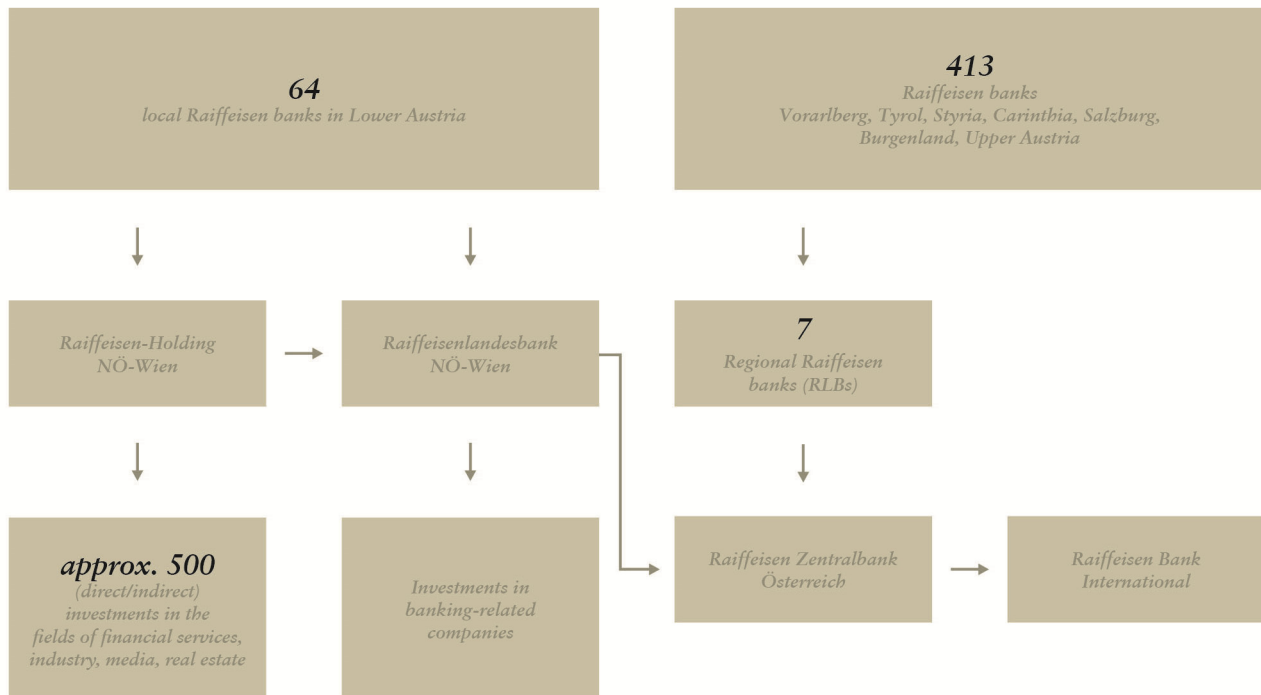 64
local Raiffeisen banks in Lower Austria
413
Raiffeisen banks
Vorarlberg, Tyrol, Styria, Carinthia, Salzburg,
Burgenland, Upper Austria
Raiffeisen-Holding
NÖ-Wien
Raiffeisenlandesbank
NÖ-Wien
7
Regional Raiffeisen
banks (RLBs)
approx. 500
(direct/indirect)
investments in the
fields of financial services,
industry, media, real estate
Investments in
banking-related
companies
Raiffeisen Zentralbank
Österreich
Raiffeisen Bank
International